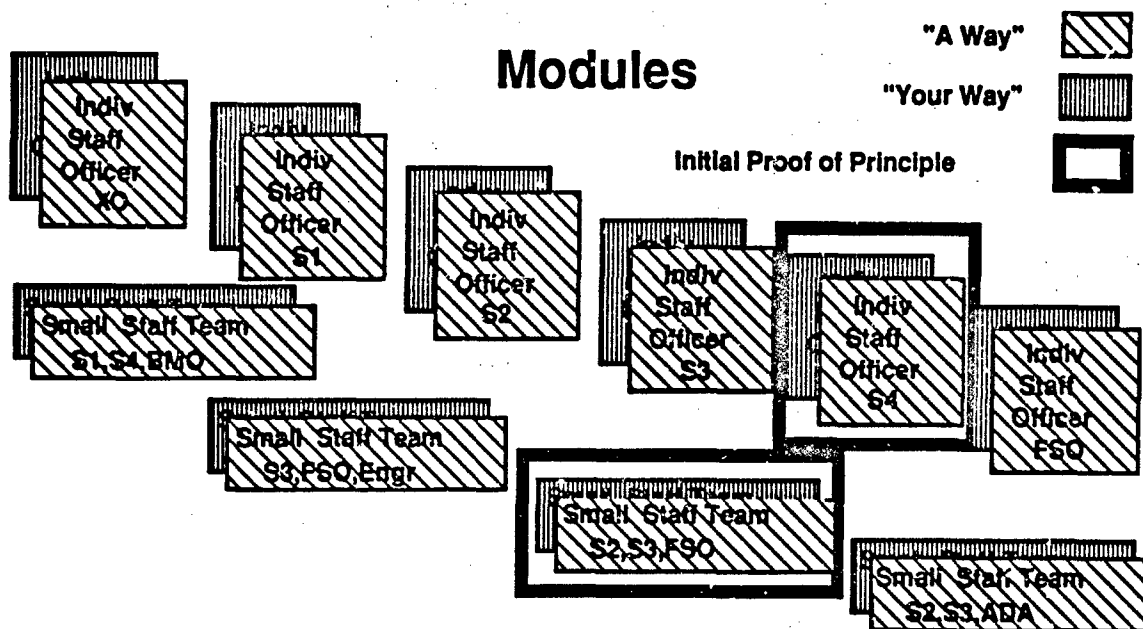 Modules
"A Way"
"Your Way"
Initial Proof of Principle
Indiv
Staff
Officer
XO
Indiv
Staff
Officer
S1
Indiv
Staff
Officer
S2
Indiv
Staff
Officer
S3
Indiv
Staff
Officer
S4
Indiv
Staff
Officer
FSO
Small Staff Team
S1,S4,BMO
Small Staff Team
S3,FSO,Engr
Small Staff Team
S2,S3,FSO
Small Staff Team
S2,S3,ADA